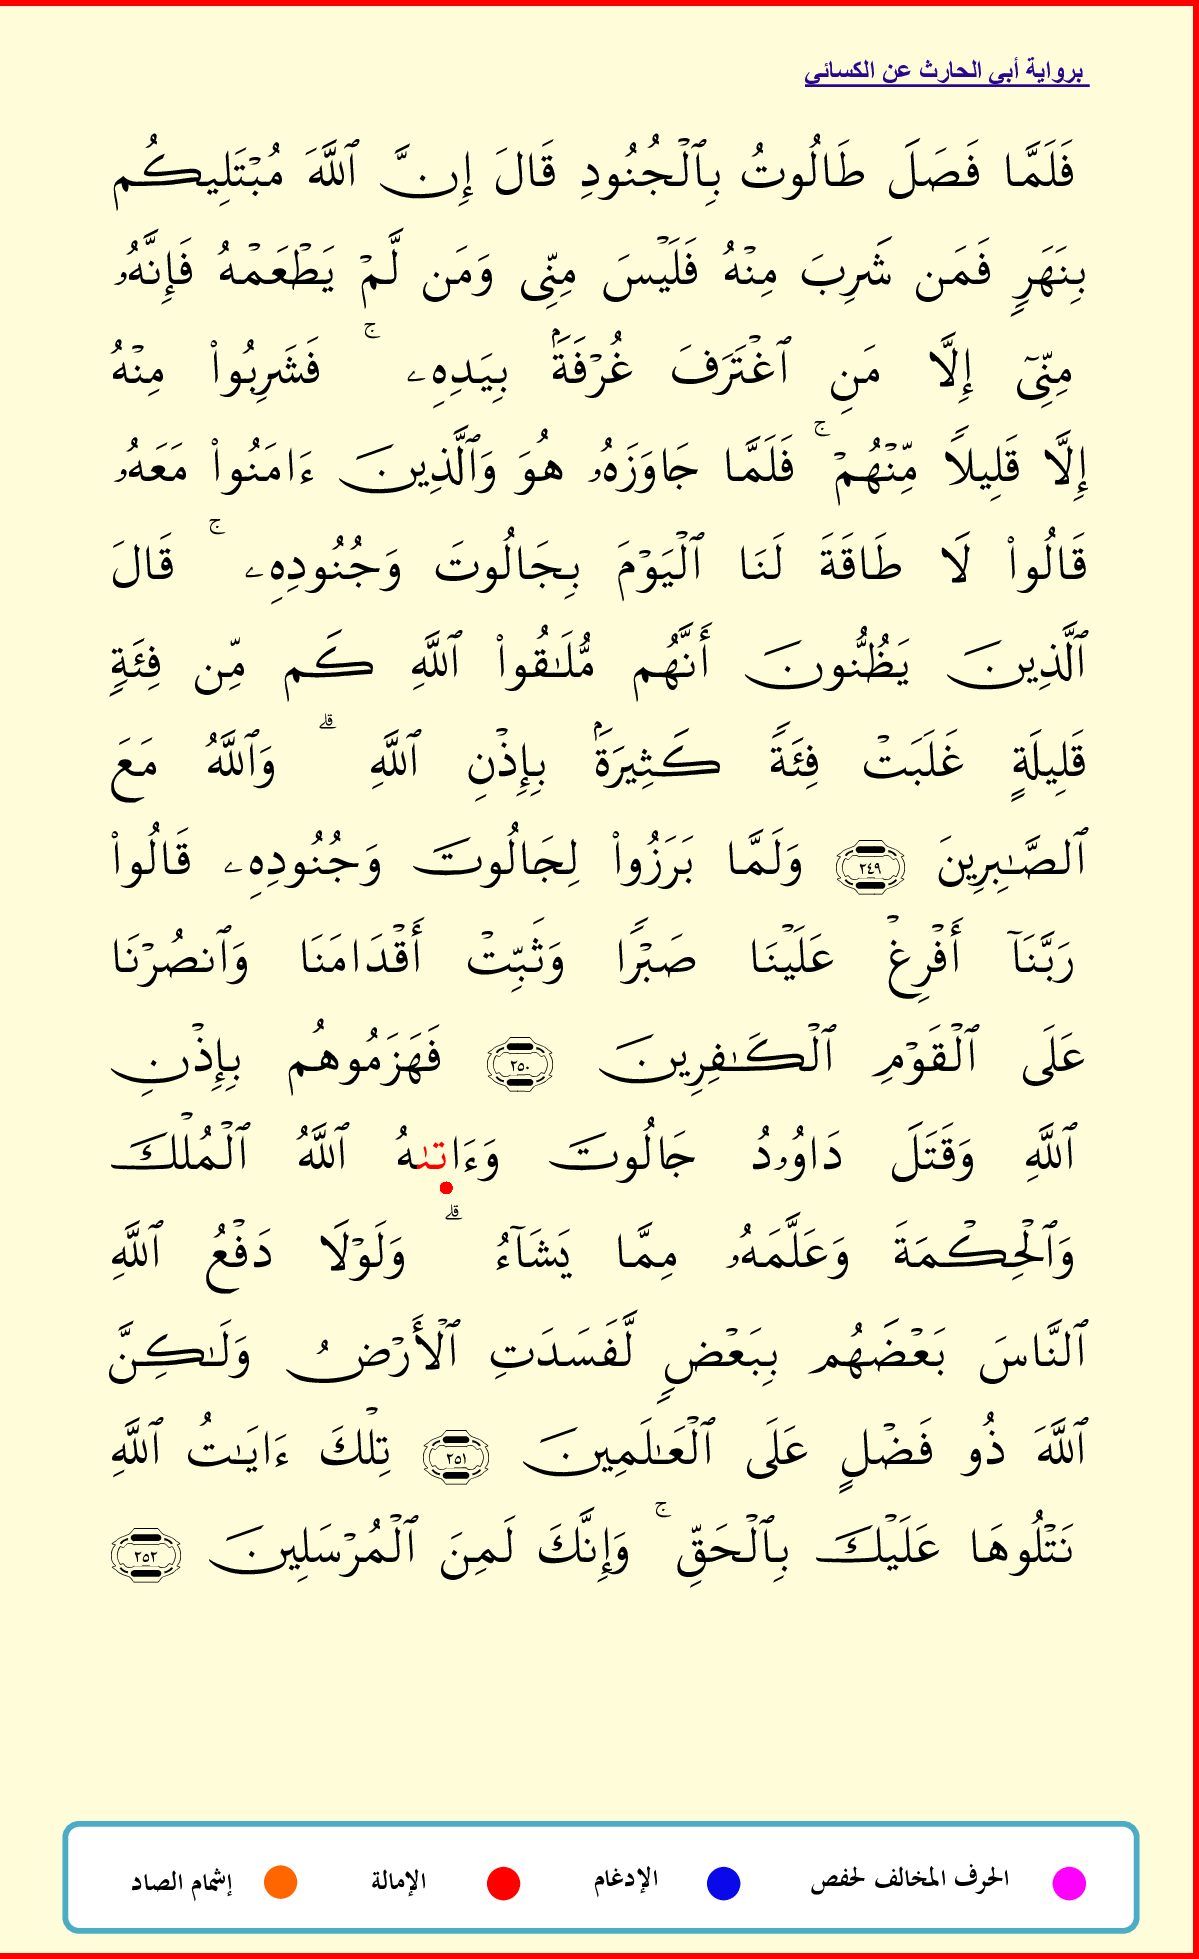 برواية أبي الحارث عن الكسائي
فَلَمَّا فَصَلَ طَالُوتُ بِٱلْجُنُودِ قَالَ إِنَّ ٱللَّهَ مُبْتَلِيكُم
بِنَهَرٍ فَمَن شَرِبَ مِنْهُ فَلَيْسَ مِنِّى وَمَن لَّمْ يَطْعَمْهُ فَإِنَّهُۥ
مِنِّىٓ إِلَّا مَنِ ٱغْتَرَفَ غُرْفَةَۢ بِيَدِهِۦ ۚ فَشَرِبُوا۟ مِنْهُ
إِلَّا قَلِيلًا مِّنْهُمْ ۚ فَلَمَّا جَاوَزَهُۥ هُوَ وَٱلَّذِينَ ءَامَنُوا۟ مَعَهُۥ
قَالُوا۟ لَا طَاقَةَ لَنَا ٱلْيَوْمَ بِجَالُوتَ وَجُنُودِهِۦ ۚ قَالَ
ٱلَّذِينَ يَظُنُّونَ أَنَّهُم مُّلَـٰقُوا۟ ٱللَّهِ كَم مِّن فِئَةٍ
قَلِيلَةٍ غَلَبَتْ فِئَةً كَثِيرَةَۢ بِإِذْنِ ٱللَّهِ ۗ وَٱللَّهُ مَعَ
ٱلصَّـٰبِرِينَ ٢٤٩ وَلَمَّا بَرَزُوا۟ لِجَالُوتَ وَجُنُودِهِۦ قَالُوا۟
رَبَّنَآ أَفْرِغْ عَلَيْنَا صَبْرًا وَثَبِّتْ أَقْدَامَنَا وَٱنصُرْنَا
عَلَى ٱلْقَوْمِ ٱلْكَـٰفِرِينَ ٢٥٠ فَهَزَمُوهُم بِإِذْنِ
ٱللَّهِ وَقَتَلَ دَاوُۥدُ جَالُوتَ وَءَاتَىٰهُ ٱللَّهُ ٱلْمُلْكَ
وَٱلْحِكْمَةَ وَعَلَّمَهُۥ مِمَّا يَشَآءُ ۗ وَلَوْلَا دَفْعُ ٱللَّهِ
ٱلنَّاسَ بَعْضَهُم بِبَعْضٍ لَّفَسَدَتِ ٱلْأَرْضُ وَلَـٰكِنَّ
ٱللَّهَ ذُو فَضْلٍ عَلَى ٱلْعَـٰلَمِينَ ٢٥١ تِلْكَ ءَايَـٰتُ ٱللَّهِ
نَتْلُوهَا عَلَيْكَ بِٱلْحَقِّ ۚ وَإِنَّكَ لَمِنَ ٱلْمُرْسَلِينَ ٢٥٢
الحرف المخالف لحفص الإدغام الإمالة إشمام الصاد